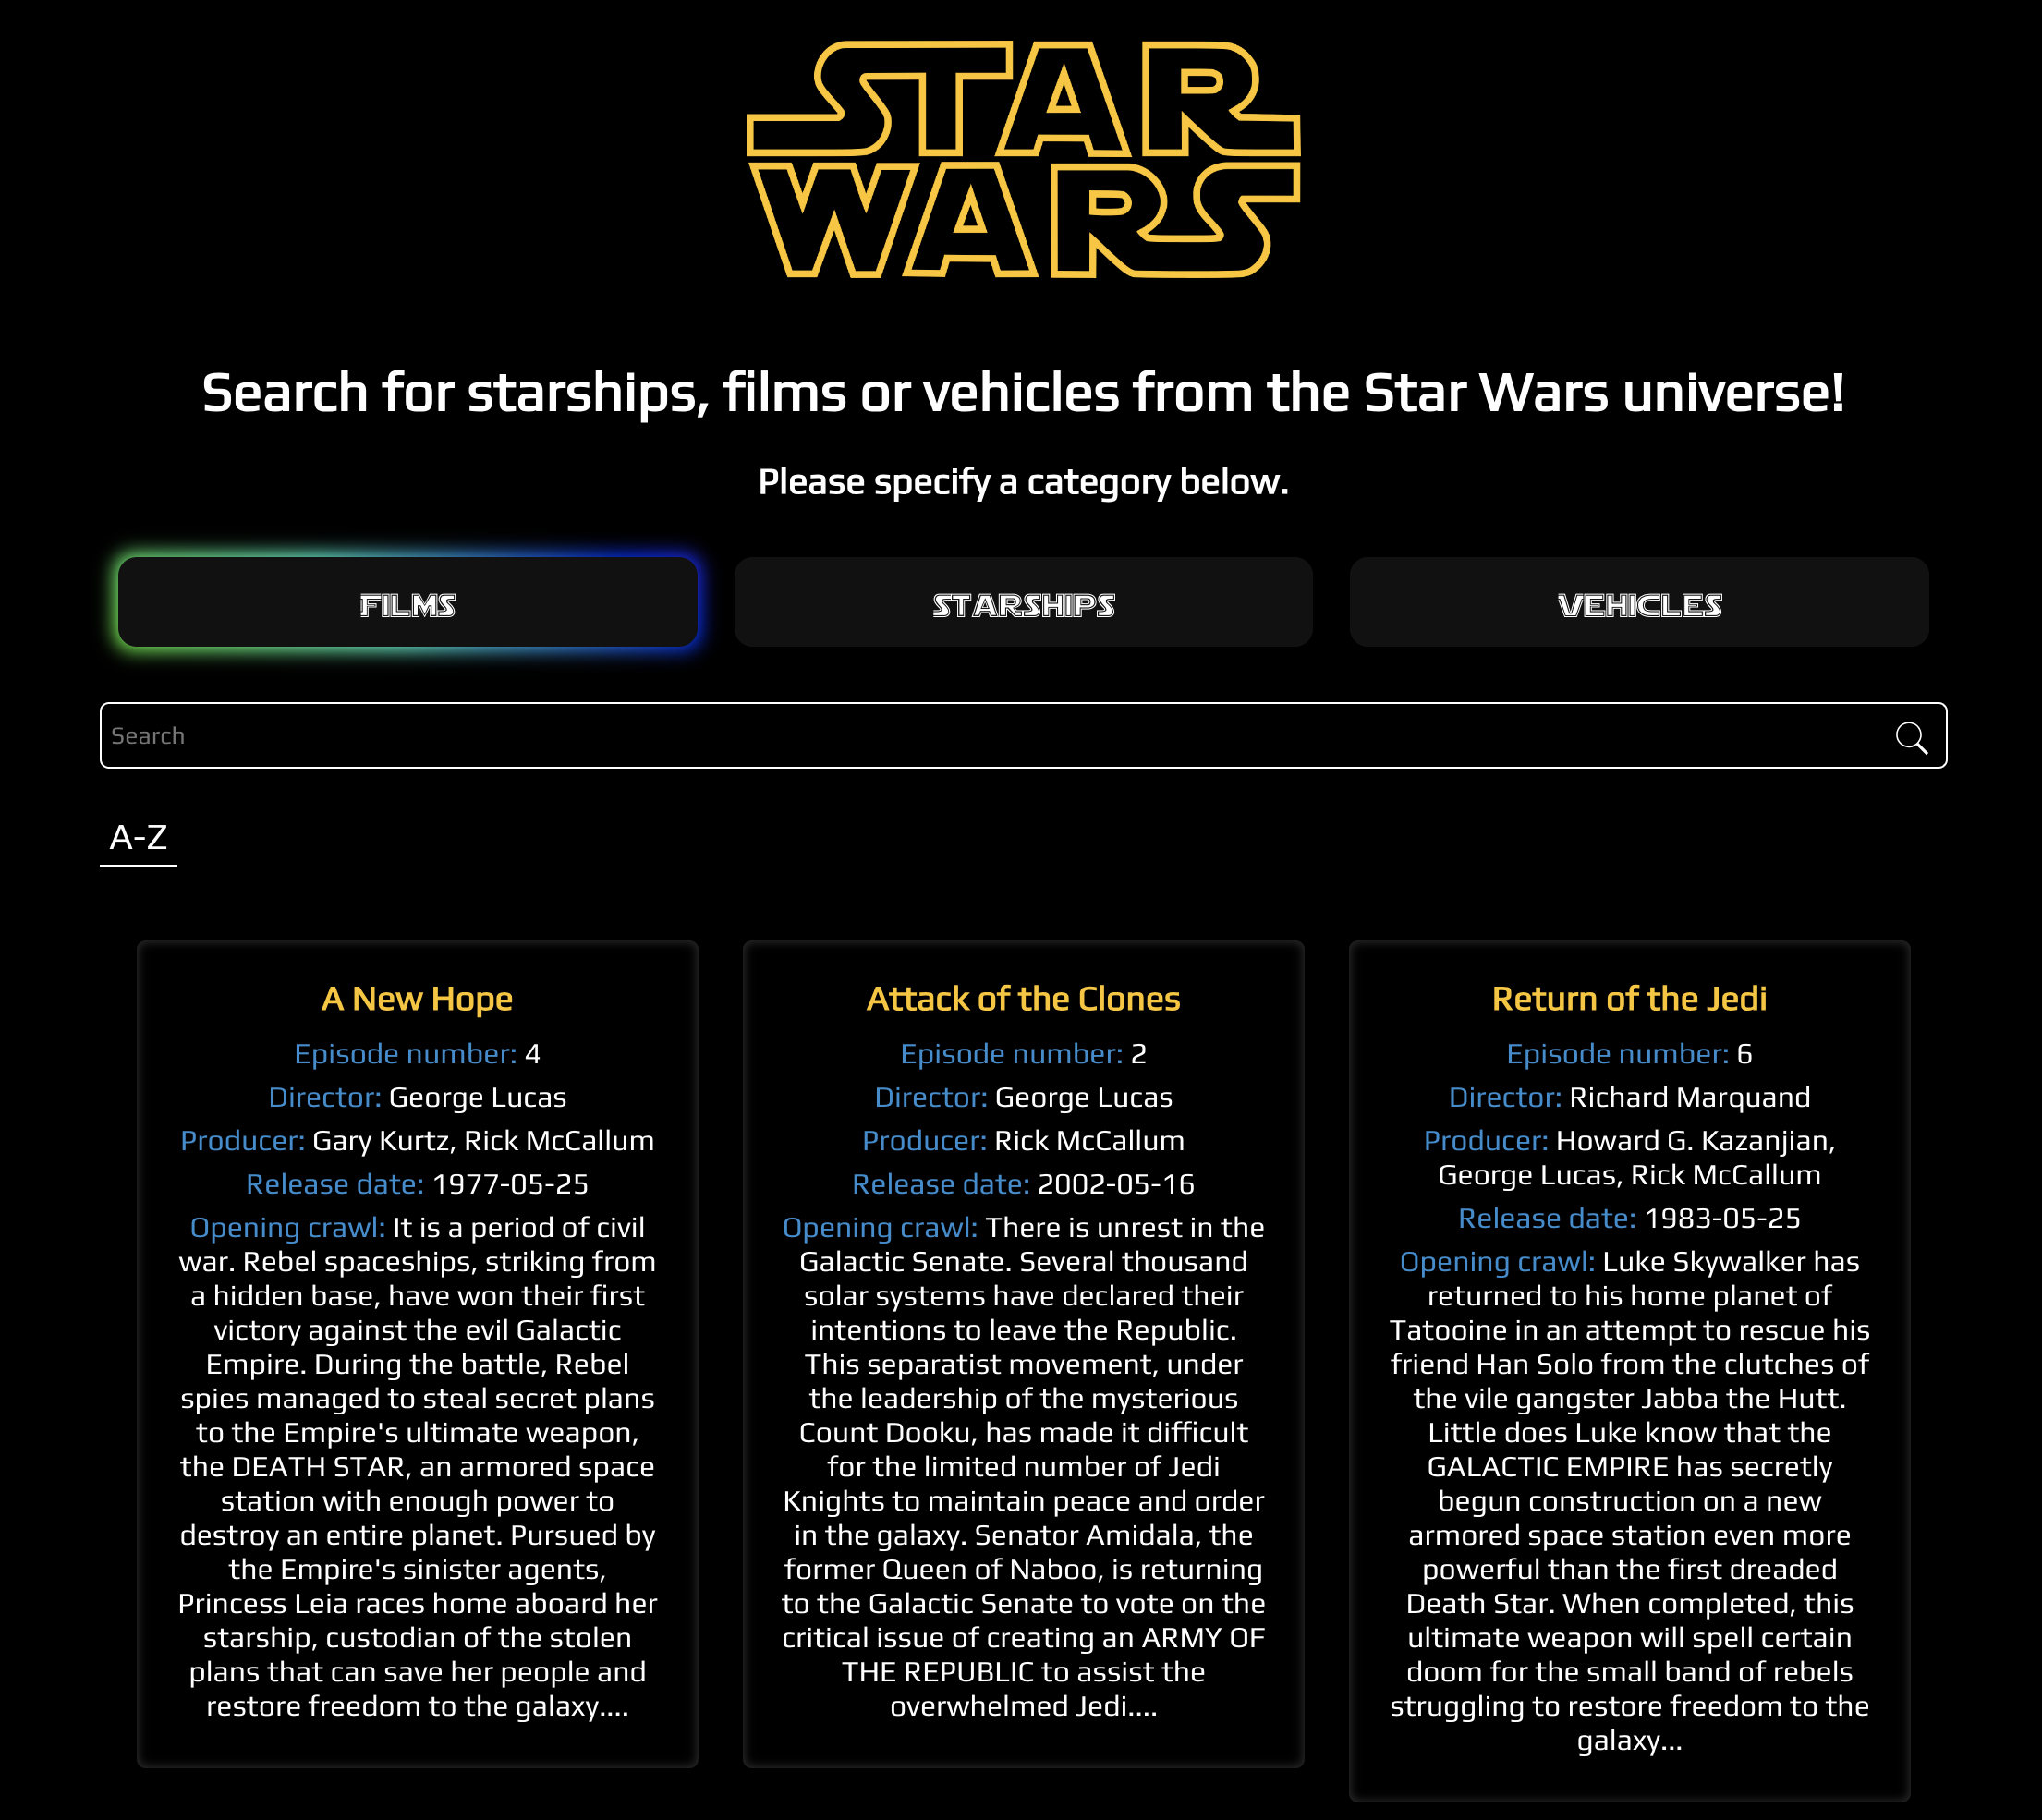 STAR
WARS
Search for starships, films or vehicles from the Star Wars universe!
Please specify a category below.
FILMS
STARSHIPS
VEHICLES
Search
A-Z
A New Hope
Episode number: 4
Director: George Lucas
Producer: Gary Kurtz, Rick McCallum
Release date: 1977-05-25
Opening crawl: It is a period of civil
war. Rebel spaceships, striking from
a hidden base, have won their first
victory against the evil Galactic
Empire. During the battle, Rebel
spies managed to steal secret plans
to the Empire's ultimate weapon,
the DEATH STAR, an armored space
station with enough power to
destroy an entire planet. Pursued by
the Empire's sinister agents,
Princess Leia races home aboard her
starship, custodian of the stolen
plans that can save her people and
restore freedom to the galaxy....
Attack of the Clones
Episode number: 2
Director: George Lucas
Producer: Rick McCallum
Release date: 2002-05-16
Opening crawl: There is unrest in the
Galactic Senate. Several thousand
solar systems have declared their
intentions to leave the Republic.
This separatist movement, under
the leadership of the mysterious
Count Dooku, has made it difficult
for the limited number of Jedi
Knights to maintain peace and order
in the galaxy. Senator Amidala, the
former Queen of Naboo, is returning
to the Galactic Senate to vote on the
critical issue of creating an ARMY OF
THE REPUBLIC to assist the
overwhelmed Jedi....
Return of the Jedi
Episode number: 6
Director: Richard Marquand
Producer: Howard G. Kazanjian,
George Lucas, Rick McCallum
Release date: 1983-05-25
Opening crawl: Luke Skywalker has
returned to his home planet of
Tatooine in an attempt to rescue his
friend Han Solo from the clutches of
the vile gangster Jabba the Hutt.
Little does Luke know that the
GALACTIC EMPIRE has secretly
begun construction on a new
armored space station even more
powerful than the first dreaded
Death Star. When completed, this
ultimate weapon will spell certain
doom for the small band of rebels
struggling to restore freedom to the
galaxy...